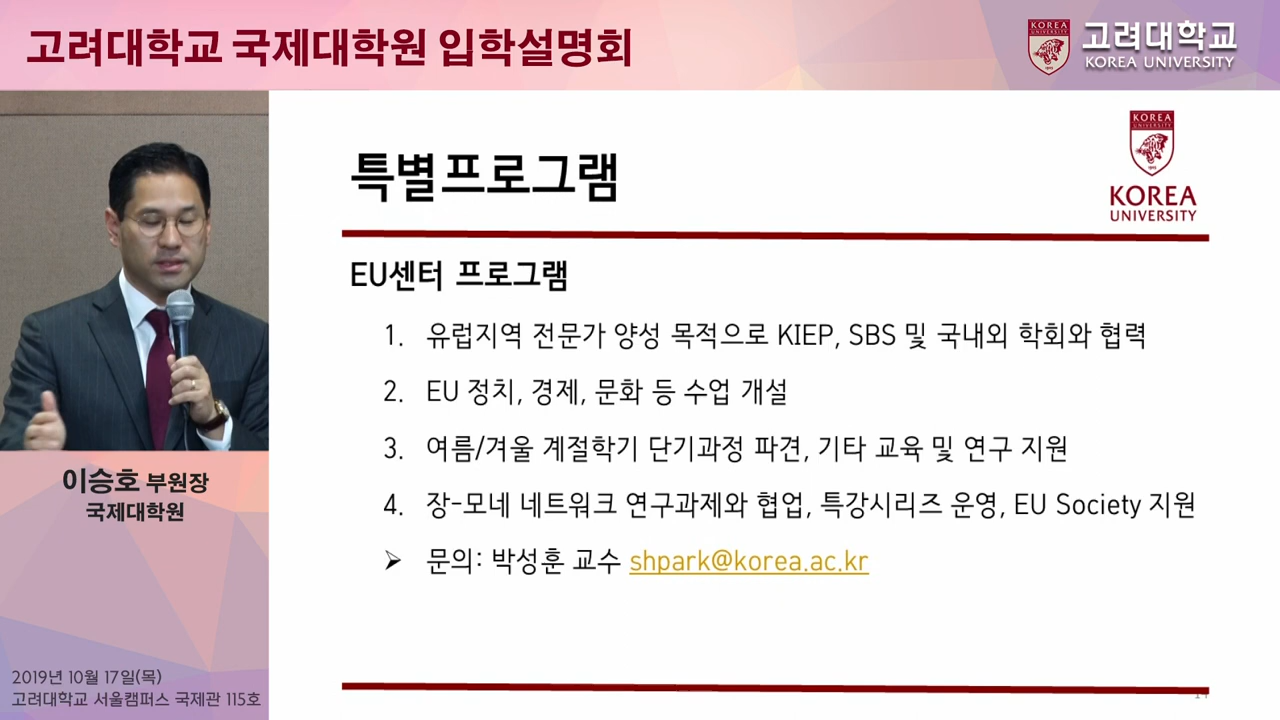 고려대학교 국제대학원 입학설명회
KOREA
UNIVERSITY
고려대학교
KOREA UNIVERSITY
특별프로그램
KOREA
UNIVERSITY
KOREA
UNIVERSITY
EU센터 프로그램
1. 유럽지역 전문가 양성 목적으로 KIEP, SBS 및 국내외 학회와 협력
2. EU 정치, 경제, 문화 등 수업 개설
3. 여름/겨울 계절학기 단기과정 파견, 기타 교육 및 연구 지원
4. 장-모네 네트워크 연구과제와 협업, 특강시리즈 운영, EU Society 지원
➢ 문의: 박성훈 교수 shpark@korea.ac.kr
이승호 부원장
국제대학원
2019년 10월 17일(목)
고려대학교 서울캠퍼스 국제관 115호